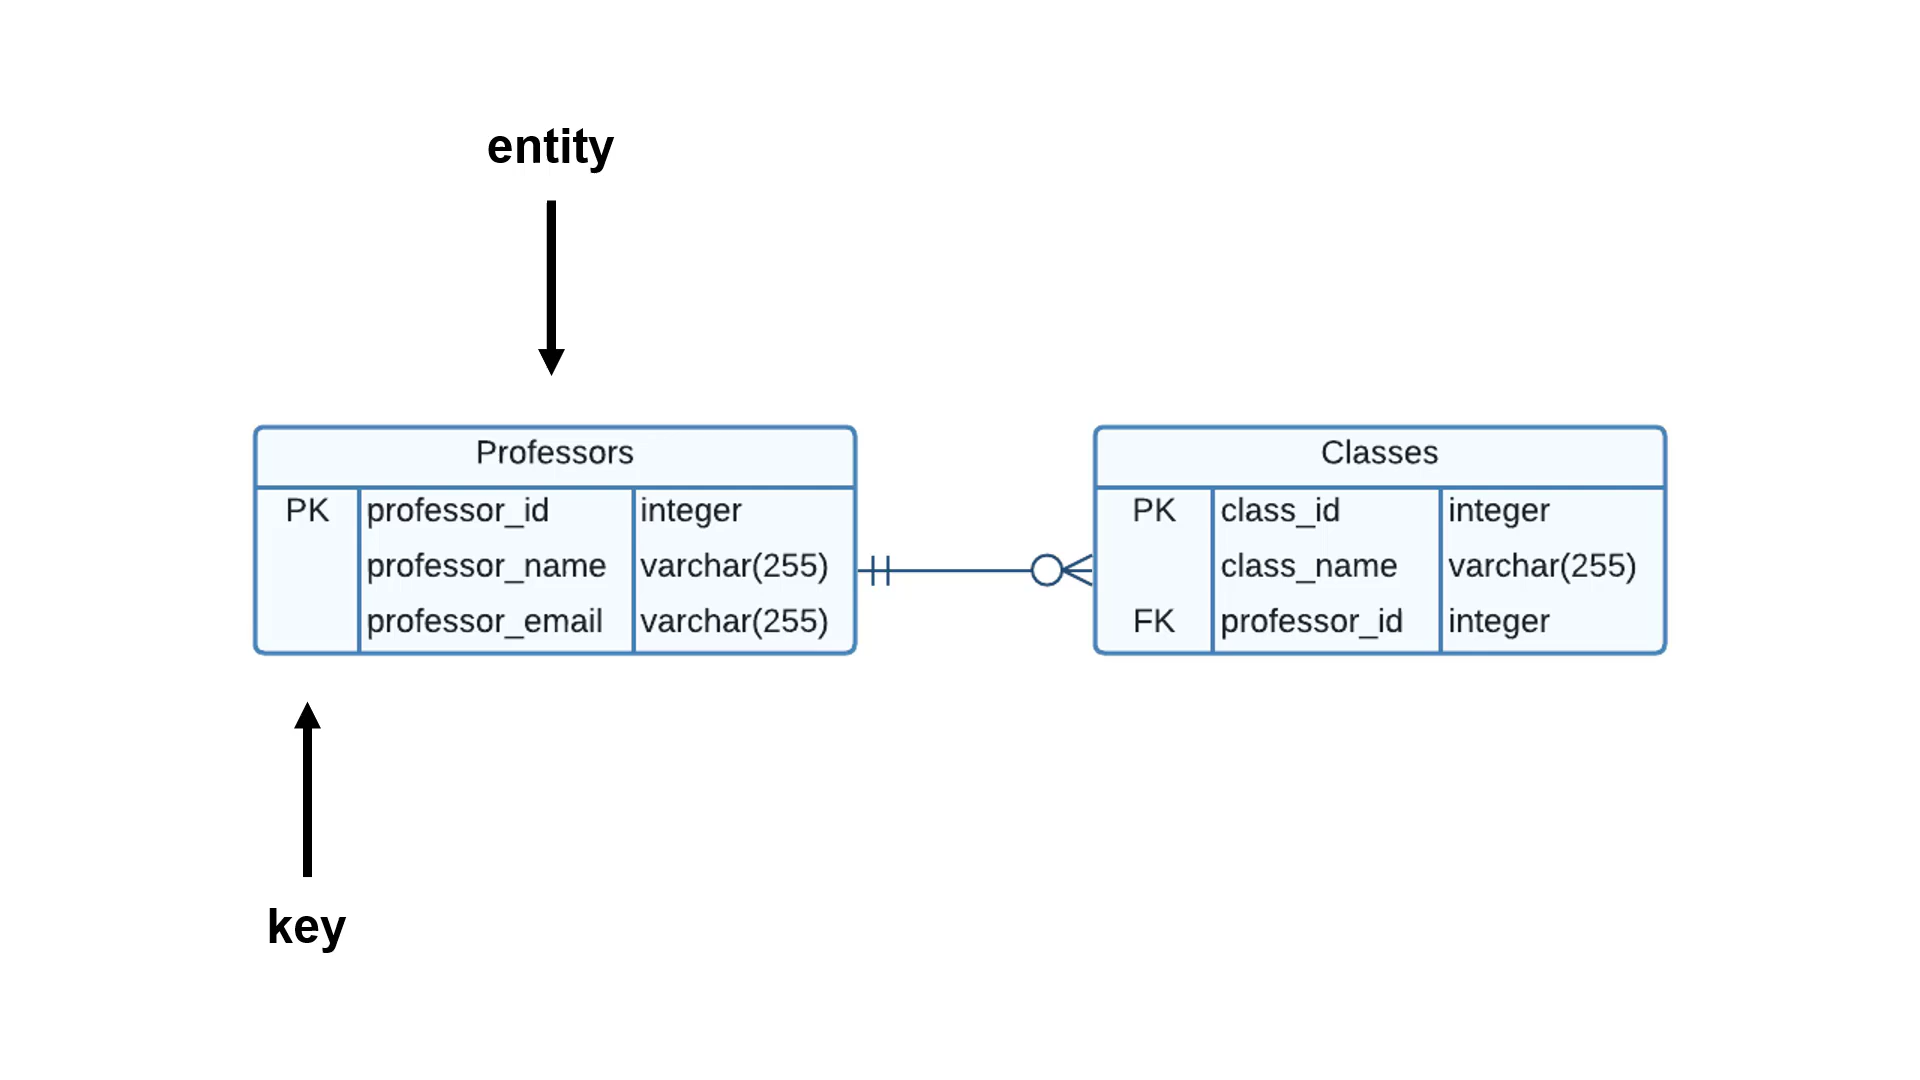 entity
Professors
PK professor_id integer
professor_name varchar(255)
professor_email varchar(255)
Classes
PK class_id integer
class_name varchar(255)
FK professor_id integer
key